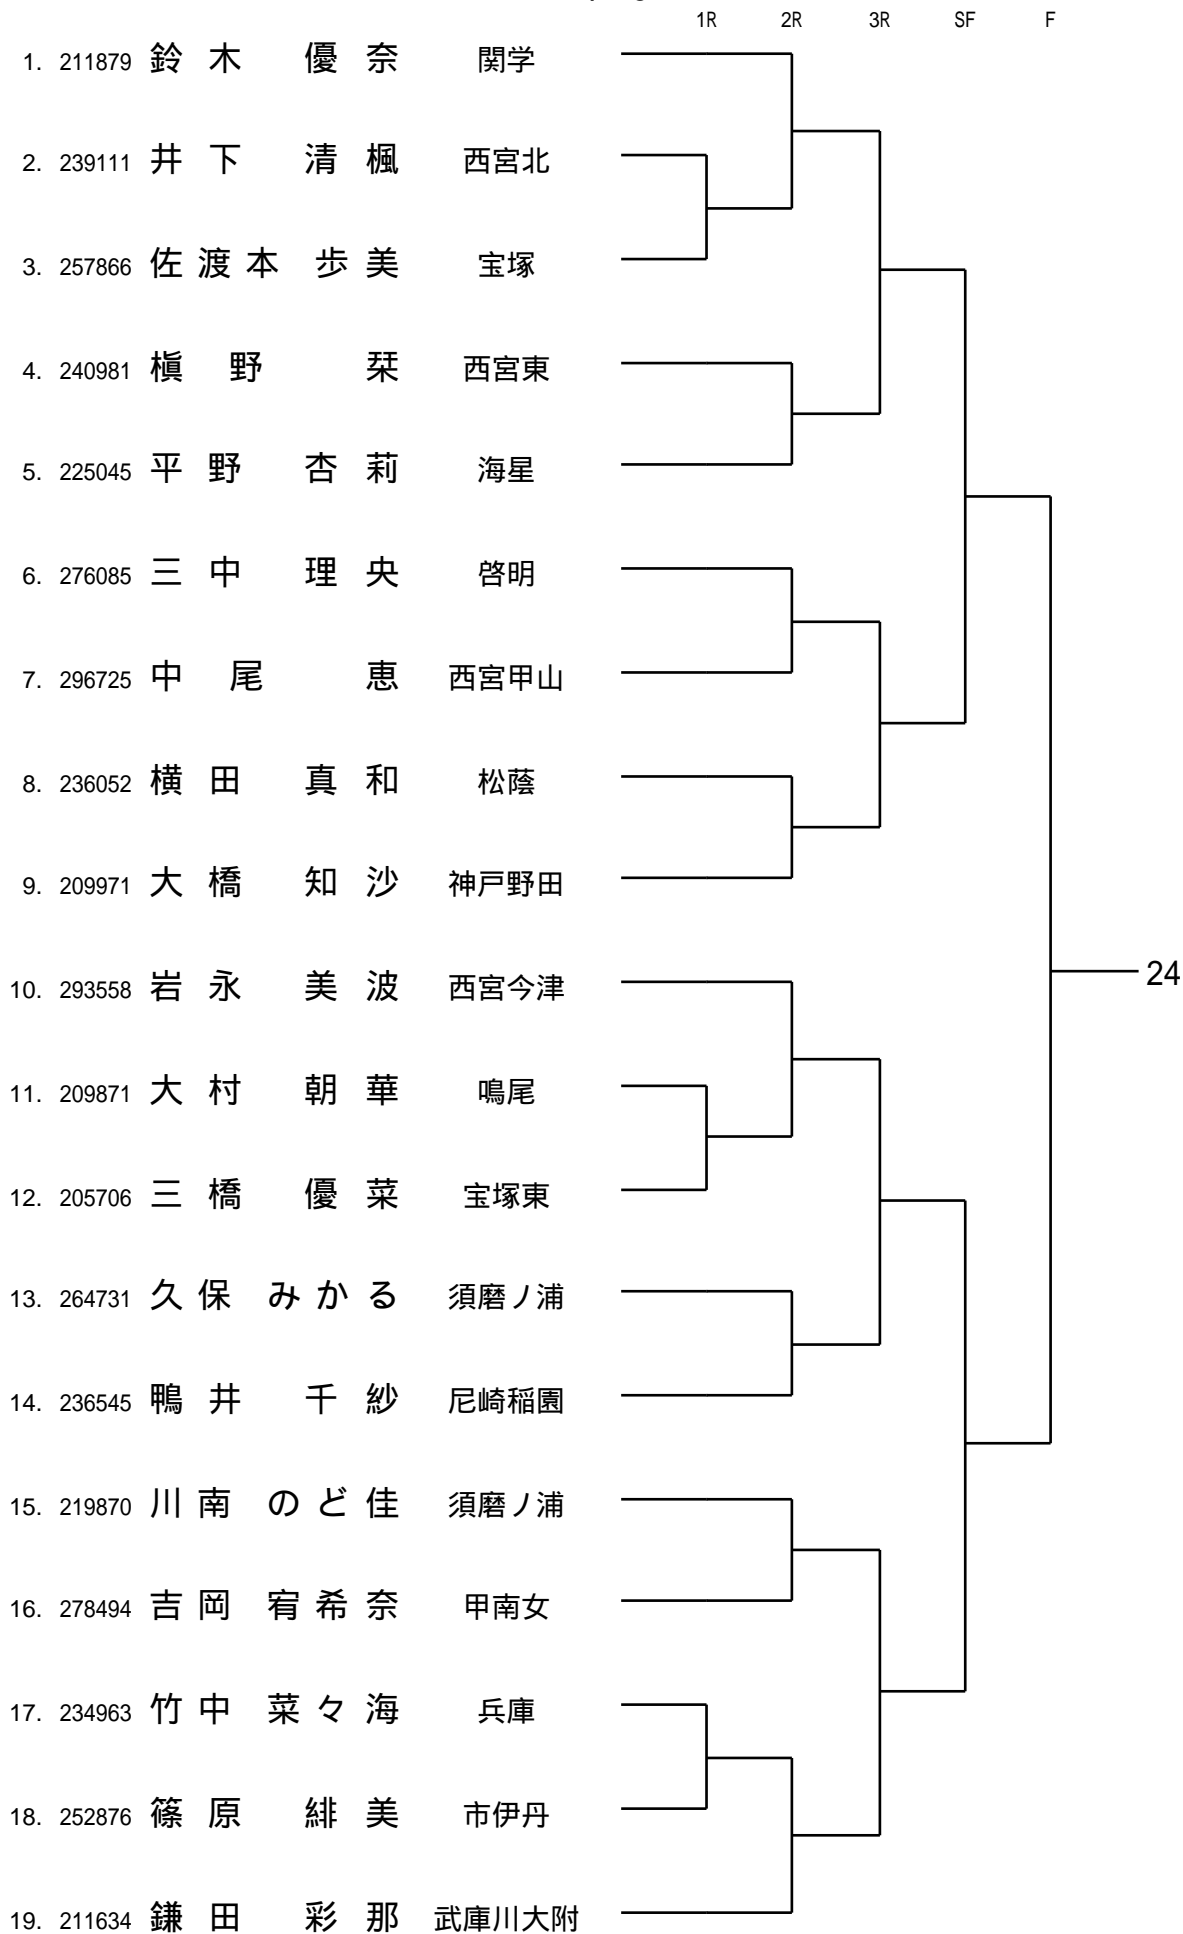 1R 2R 3R SF F
1. 211879 鈴木 優奈 関学
2. 239111 井下 清楓 西宮北
3. 257866 佐渡本 歩美 宝塚
4. 240981 槇野 栞 西宮東
5. 225045 平野 杏莉 海星
6. 276085 三中 理央 啓明
7. 296725 中尾 恵 西宮甲山
8. 236052 横田 真和 松蔭
9. 209971 大橋 知沙 神戸野田
24
10. 293558 岩永 美波 西宮今津
11. 209871 大村 朝華 鳴尾
12. 205706 三橋 優菜 宝塚東
13. 264731 久保 みかる 須磨ノ浦
14. 236545 鴨井 千紗 尼崎稲園
15. 219870 川南 のど佳 須磨ノ浦
16. 278494 吉岡 宥希奈 甲南女
17. 234963 竹中 菜々海 兵庫
18. 252876 篠原 緋美 市伊丹
19. 211634 鎌田 彩那 武庫川大附